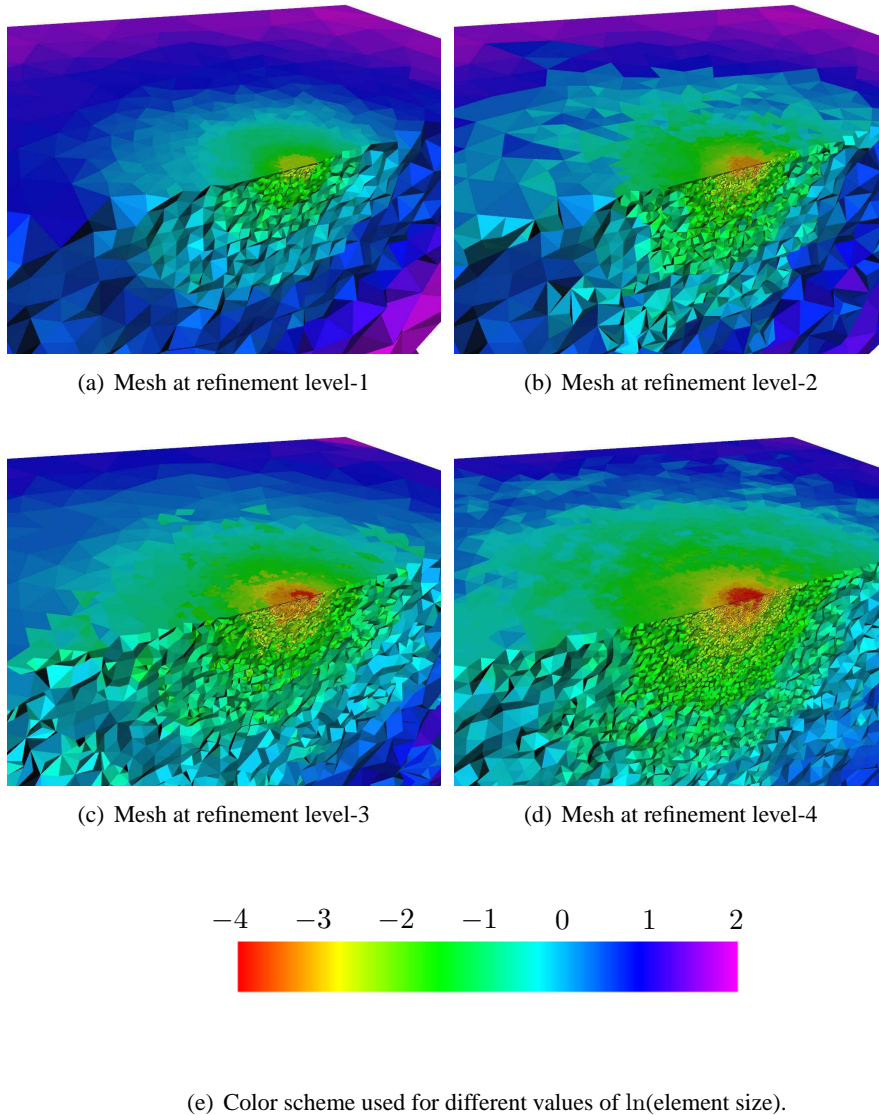 (a) Mesh at refinement level-1
(b) Mesh at refinement level-2
(c) Mesh at refinement level-3
(d) Mesh at refinement level-4
−4 −3 −2 −1 0 1 2
(e) Color scheme used for different values of ln(element size).